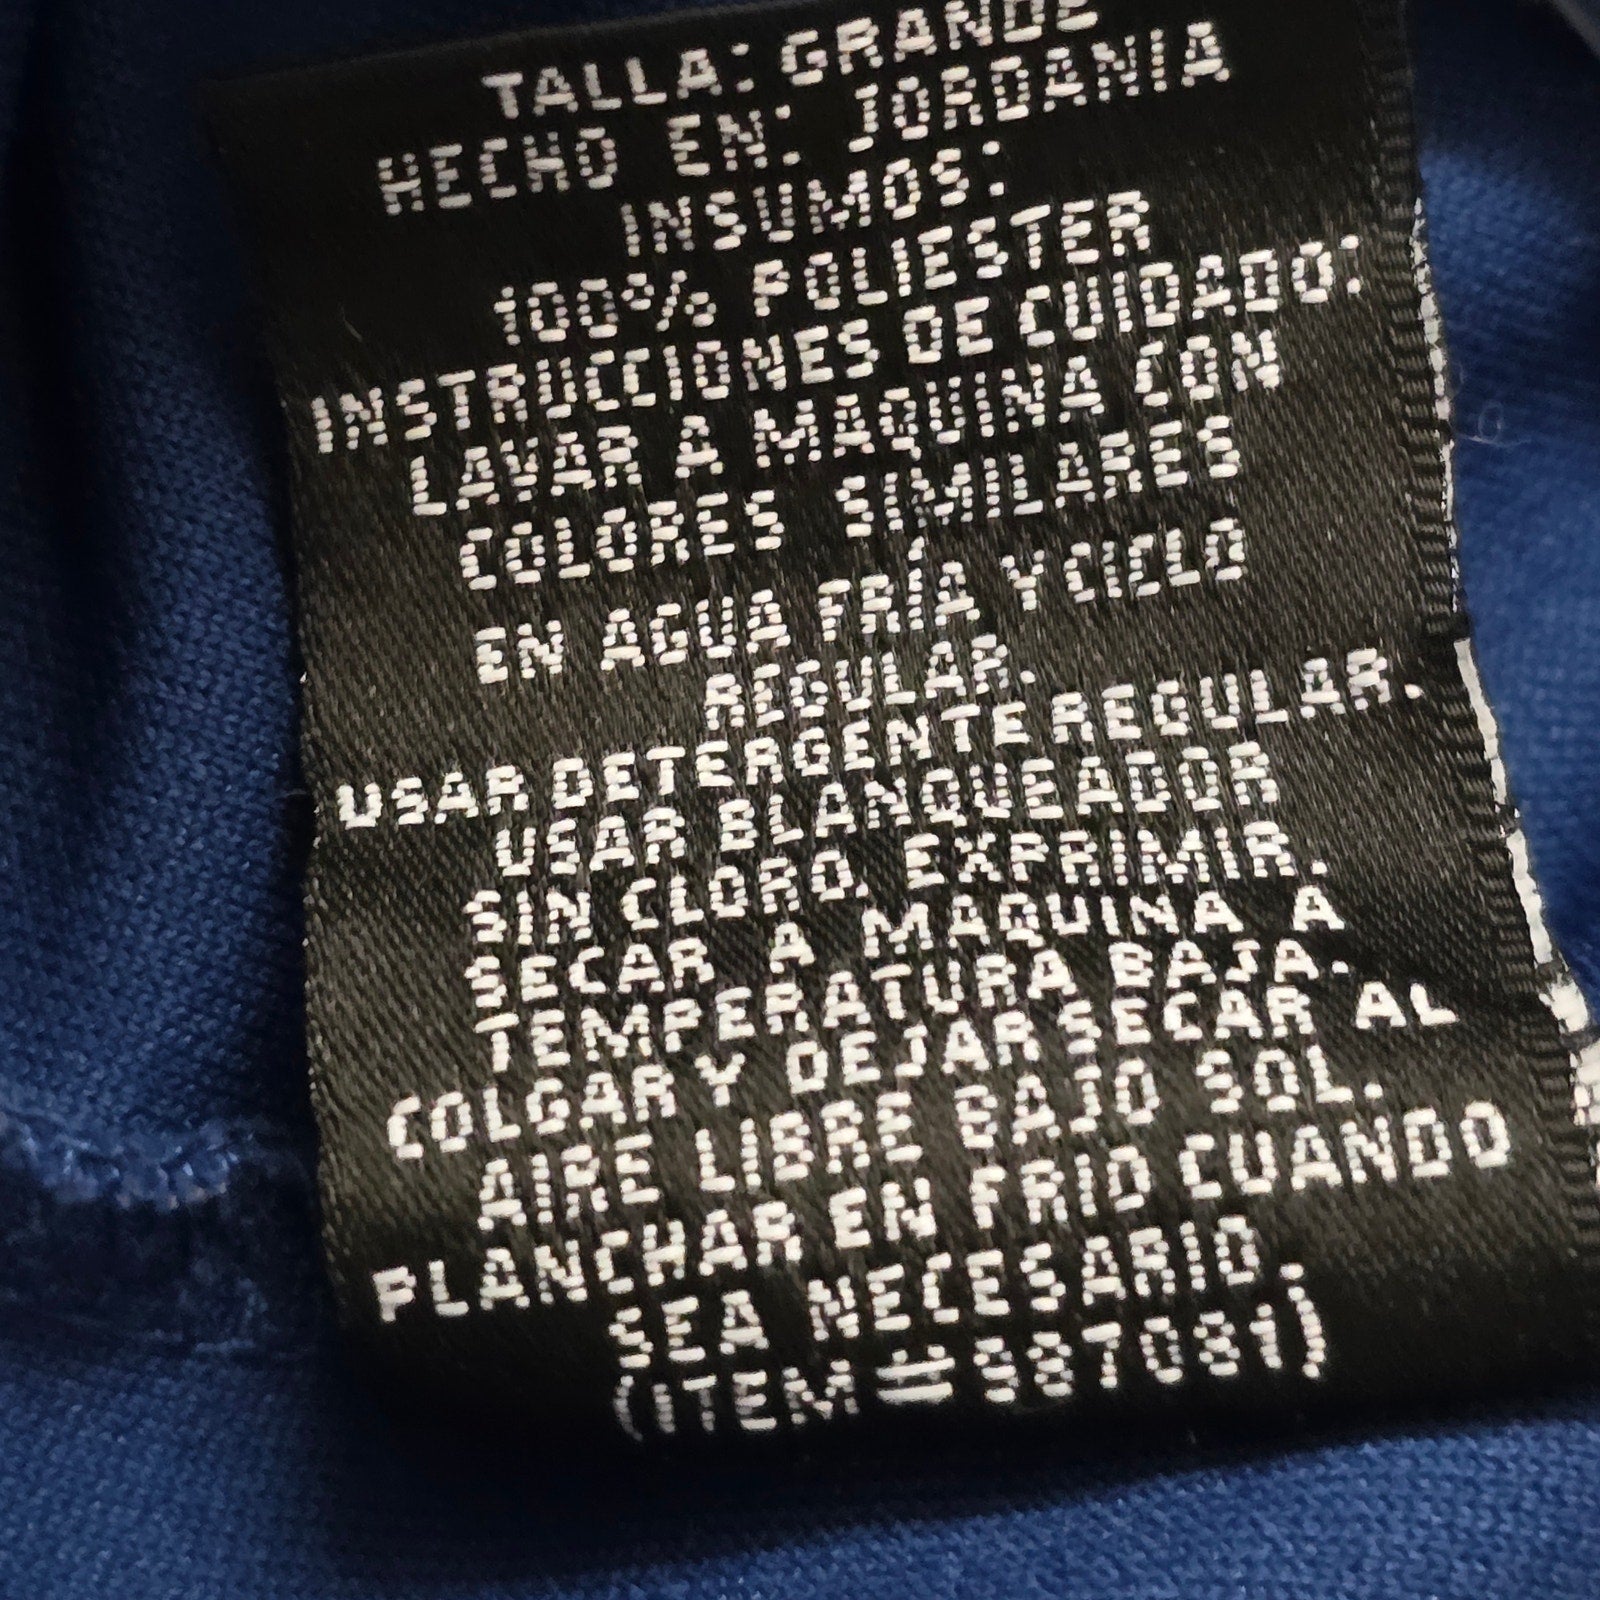 TALLA: GRANDE
HECHO EN: JORDANIA
INSUMOS:
100% POLIESTER
INSTRUCCIONES DE CUIDADO:
LAVAR A MAQUINA CON
COLORES SIMILARES
EN AGUA FRÍA Y CICLO
REGULAR.
USAR DETERGENTE REGULAR.
USAR BLANQUEADOR
SIN CLORO. EXPRIMIR.
SECAR A MAQUINA A
TEMPERATURA BAJA.
COLGAR Y DEJAR SECAR AL
AIRE LIBRE BAJO SOL.
PLANCHAR EN FRIO CUANDO
SEA NECESARIO.
(ITEM #987081)